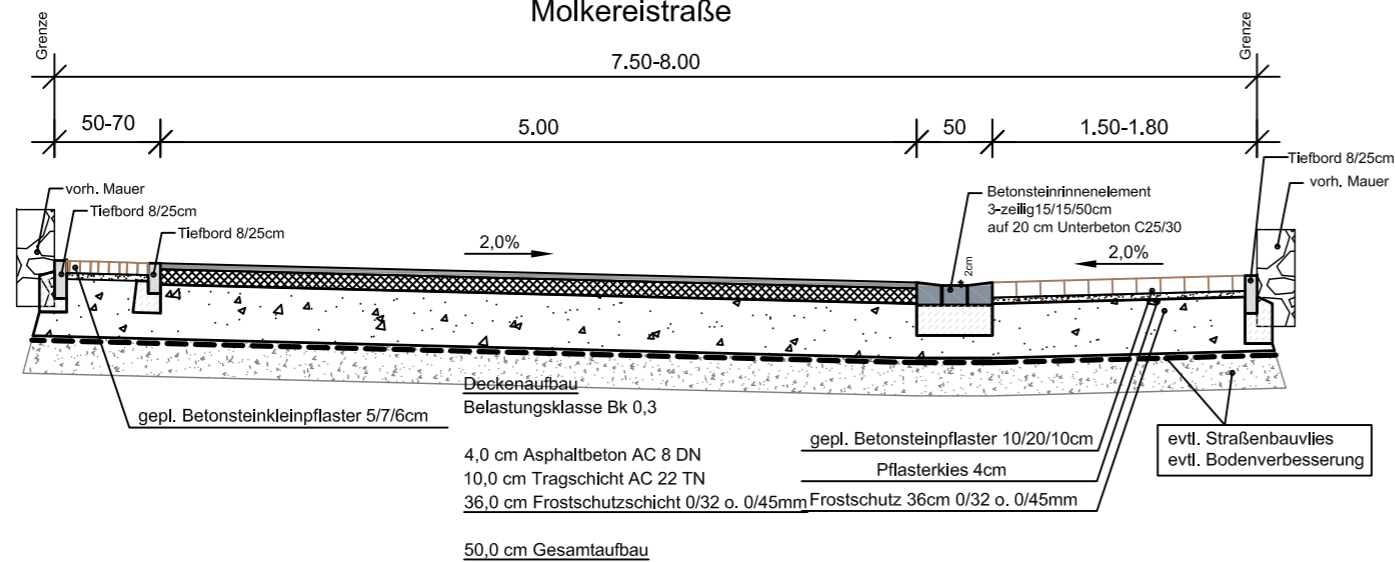 Molkereistraße
Grenze
Grenze
7.50-8.00
50-70
5.00
50
1.50-1.80
Tiefbord 8/25cm
vorh. Mauer
vorh. Mauer
Tiefbord 8/25cm
Tiefbord 8/25cm
Betonsteinrinnenelement
3-zeilig15/15/50cm
auf 20 cm Unterbeton C25/30
2,0%
2cm
2,0%
Deckenaufbau
Belastungsklasse Bk 0,3
gepl. Betonsteinkleinpflaster 5/7/6cm
4,0 cm Asphaltbeton AC 8 DN
10,0 cm Tragschicht AC 22 TN
36,0 cm Frostschutzschicht 0/32 o. 0/45mm
50,0 cm Gesamtaufbau
gepl. Betonsteinpflaster 10/20/10cm
Pflasterkies 4cm
Frostschutz 36cm 0/32 o. 0/45mm
evtl. Straßenbauvlies
evtl. Bodenverbesserung